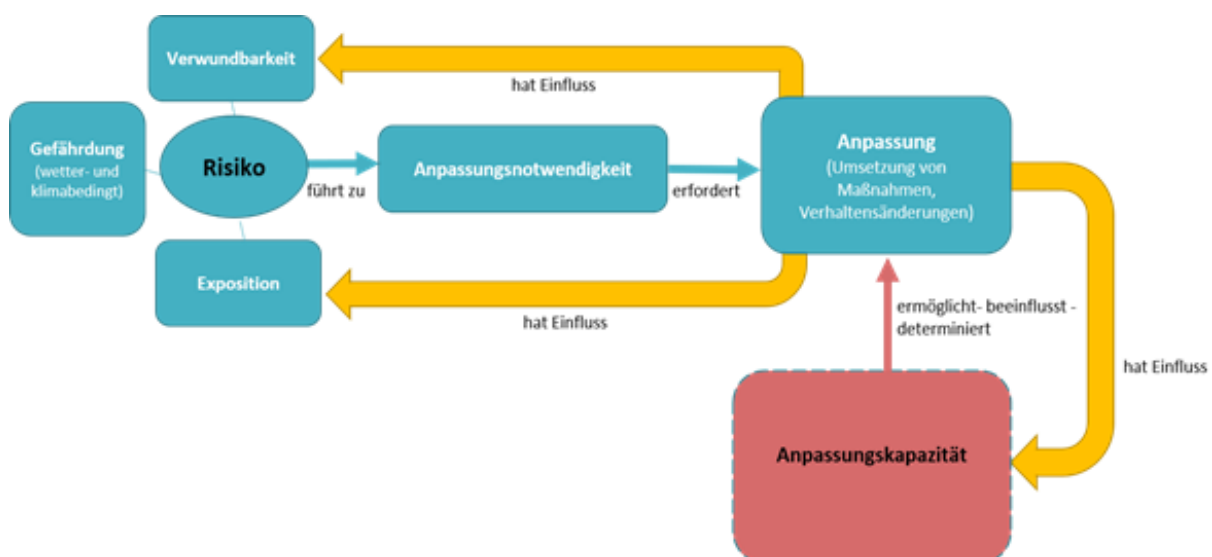 Verwundbarkeit
hat Einfluss
Gefährdung
(wetter- und
klimabedingt)
Risiko
führt zu
Anpassungsnotwendigkeit
erfordert
Anpassung
(Umsetzung von
Maßnahmen,
Verhaltensänderungen)
Exposition
hat Einfluss
ermöglicht- beeinflusst -
determiniert
hat Einfluss
Anpassungskapazität